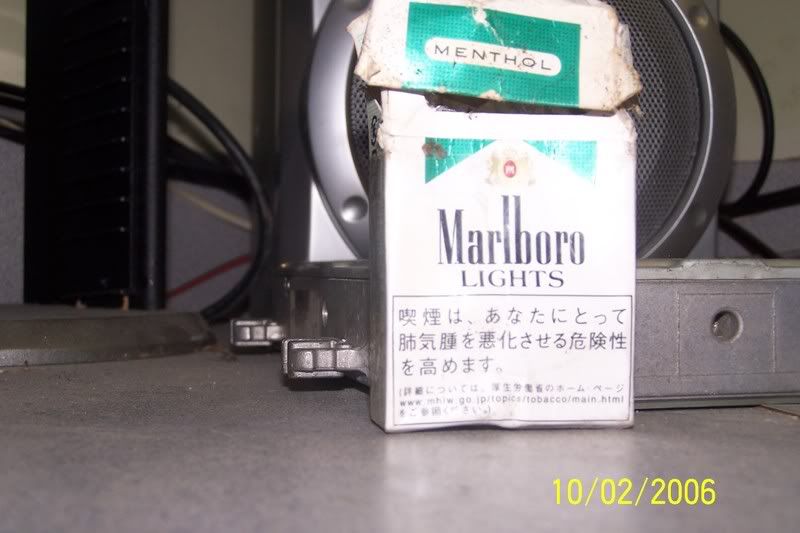 MENTHOL
Marlboro
LIGHTS
喫煙は、あなたにとって
肺気腫を悪化させる危険性
を高めます。
(詳細については、厚生労働省のホーム・ページ
www.mhlw.go.jp/topics/tobacco/main.html
をご参照ください。)
10/02/2006